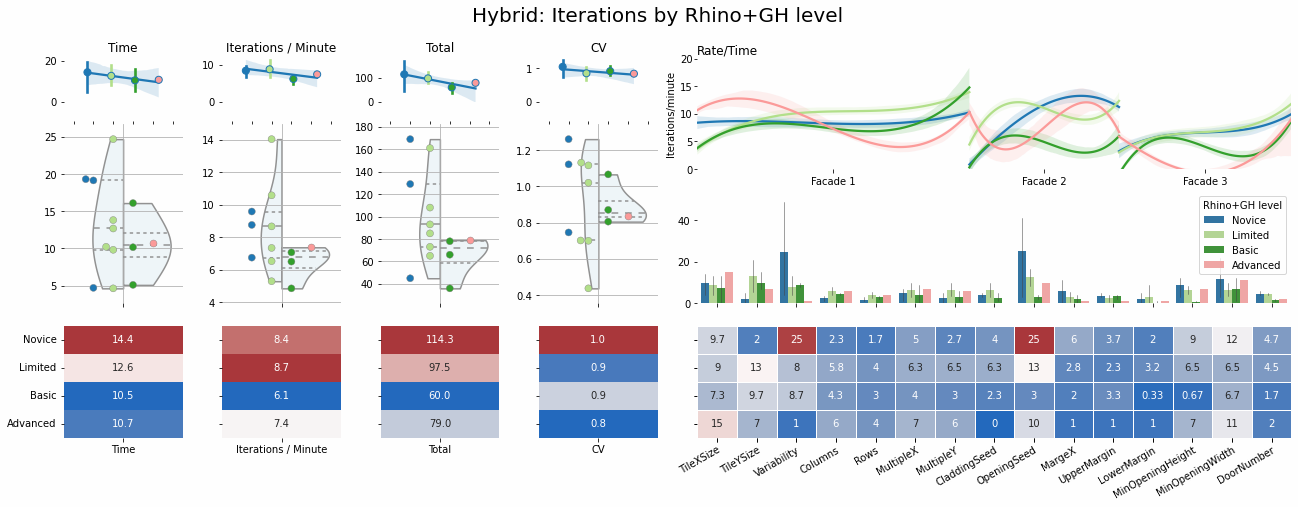 Hybrid: Iterations by Rhino+GH level
Time
Iterations / Minute
Total
CV
Rate/Time
20
0
10
0
100
0
1
0
20
15
10
5
0
Iterations/minute
Facade 1
Facade 2
Facade 3
25
20
15
10
5
14
12
10
8
6
4
180
160
140
120
100
80
60
40
1.2
1.0
0.8
0.6
0.4
40
20
0
Rhino+GH level
Novice
Limited
Basic
Advanced
Novice 14.4 8.4 114.3 1.0 9.7 2 25 2.3 1.7 5 2.7 4 25 6 3.7 2 9 12 4.7
Limited 12.6 8.7 97.5 0.9 9 13 8 5.8 4 6.3 6.5 6.3 13 2.8 2.3 3.2 6.5 6.5 4.5
Basic 10.5 6.1 60.0 0.9 7.3 9.7 8.7 4.3 3 4 3 2.3 3 2 3.3 0.33 0.67 6.7 1.7
Advanced 10.7 7.4 79.0 0.8 15 7 1 6 4 7 6 0 10 1 1 1 7 11 2
Time
Iterations / Minute
Total
CV
TileXSize
TileYSize
Variability
Columns
Rows
MultipleX
MultipleY
CladdingSeed
OpeningSeed
MargeX
UpperMargin
LowerMargin
MinOpeningHeight
MinOpeningWidth
DoorNumber